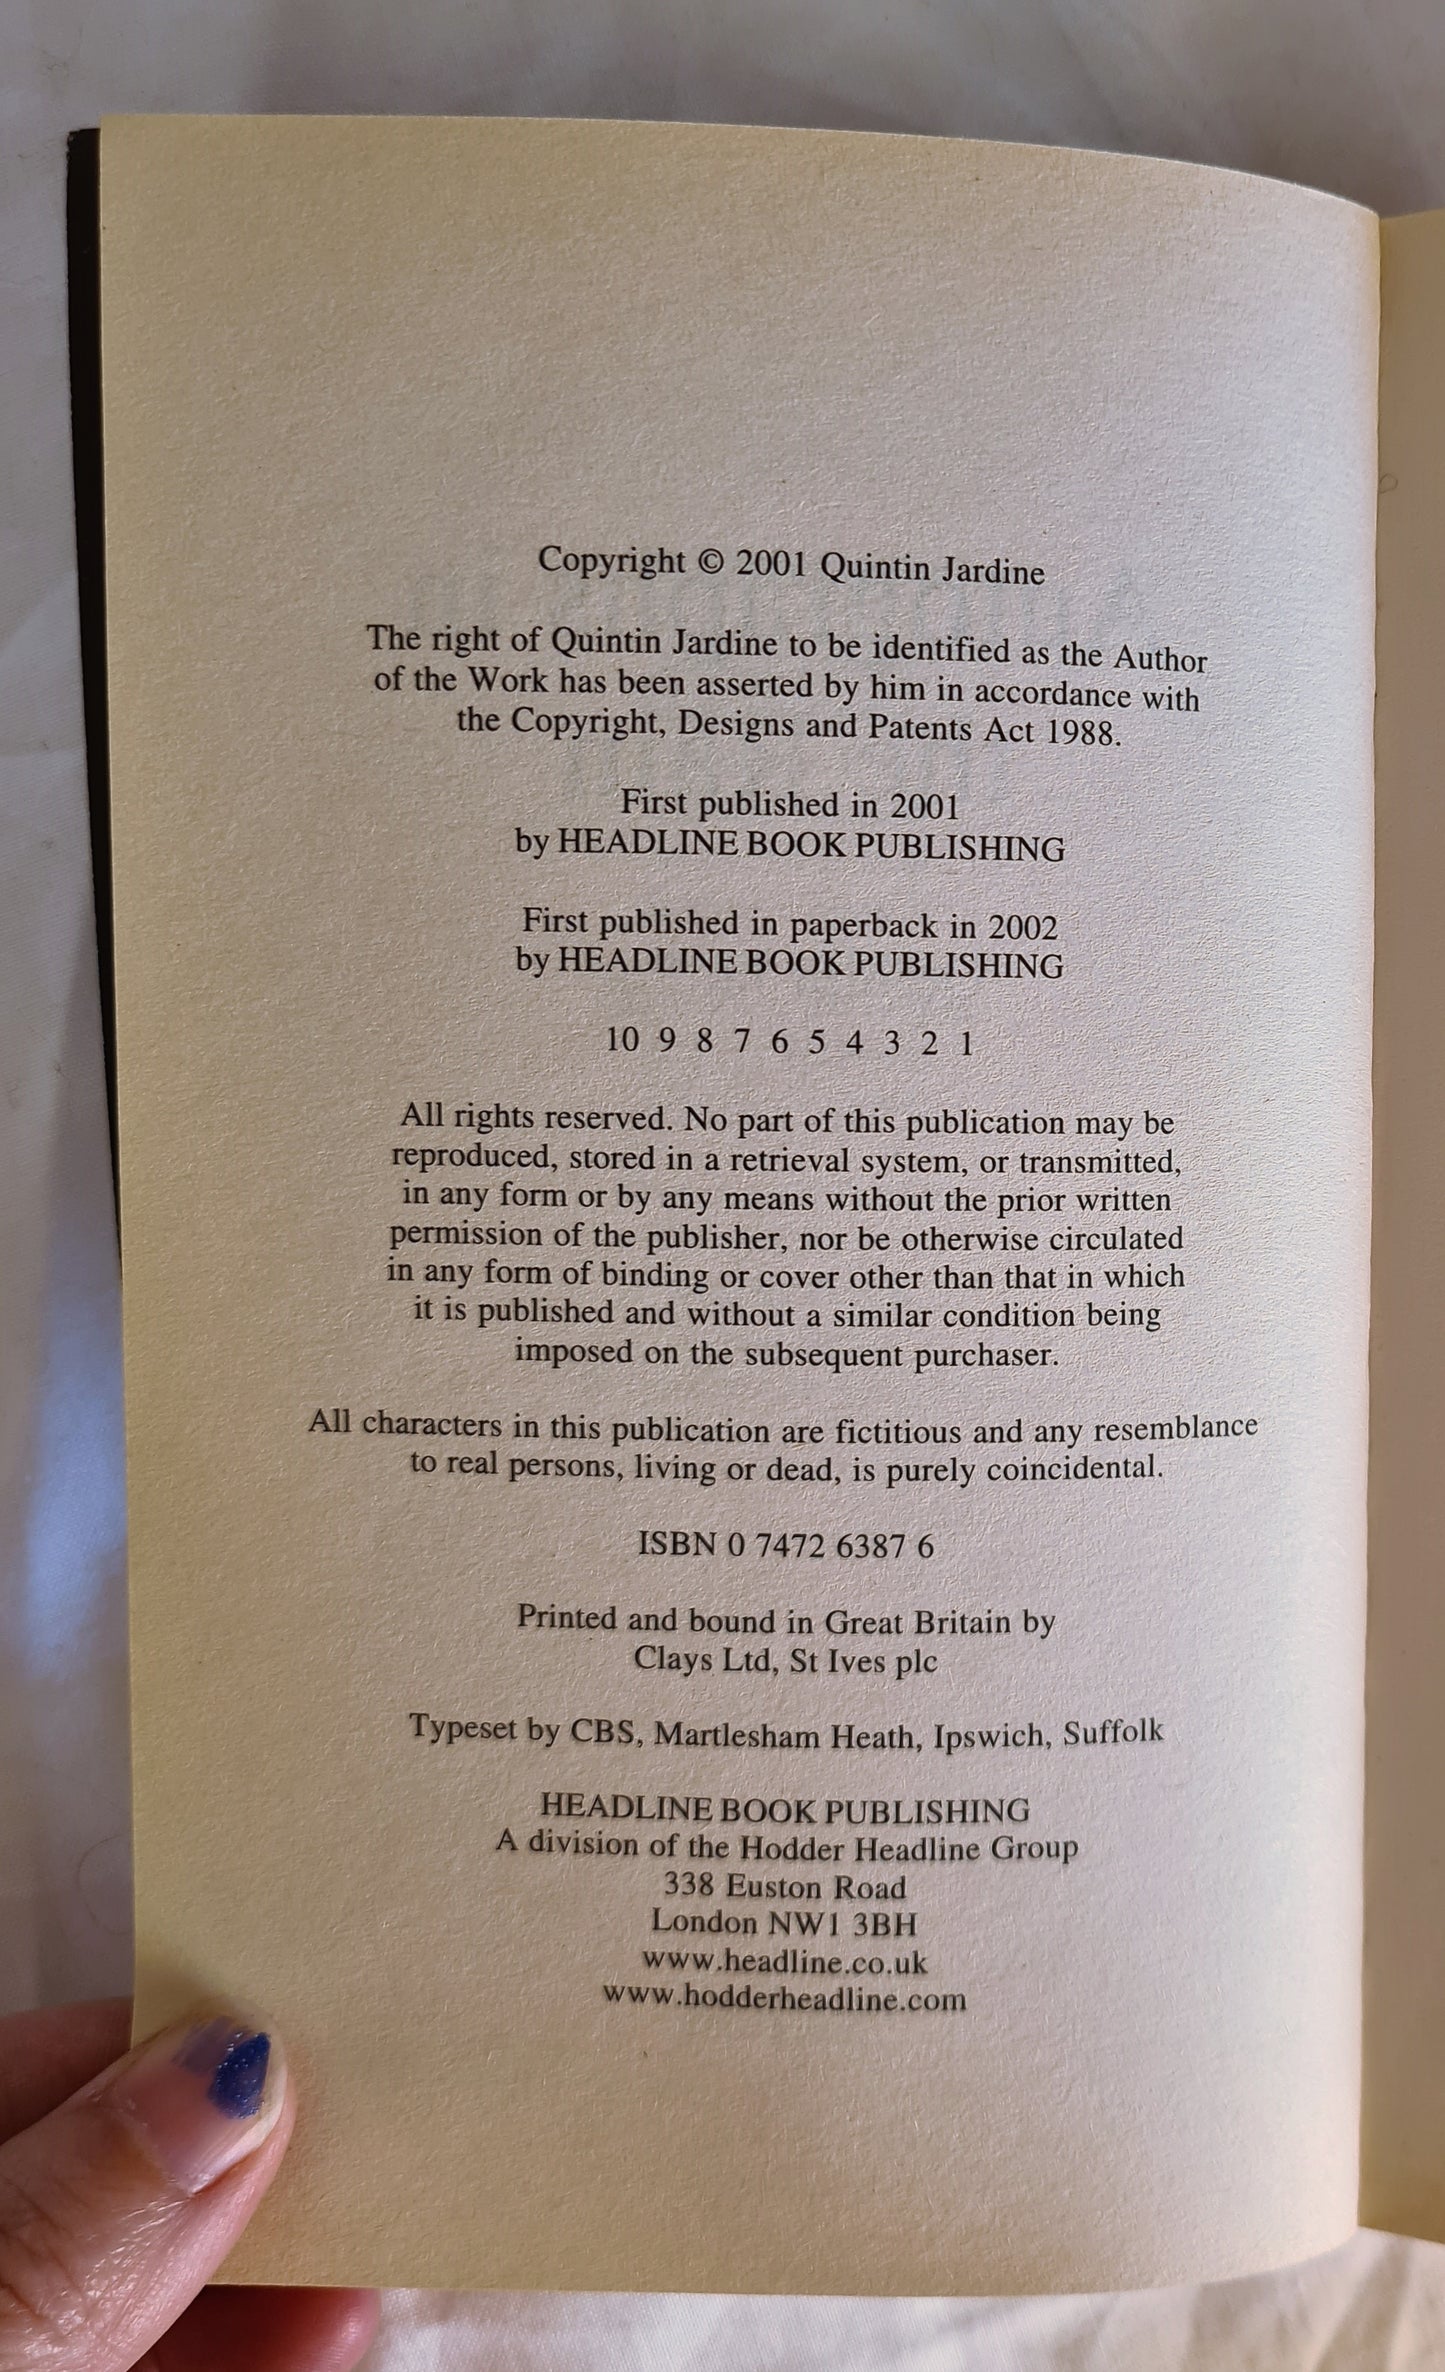 Copyright © 2001 Quintin Jardine
The right of Quintin Jardine to be identified as the Author
of the Work has been asserted by him in accordance with
the Copyright, Designs and Patents Act 1988.
First published in 2001
by HEADLINE BOOK PUBLISHING
First published in paperback in 2002
by HEADLINE BOOK PUBLISHING
10 9 8 7 6 5 4 3 2 1
All rights reserved. No part of this publication may be
reproduced, stored in a retrieval system, or transmitted,
in any form or by any means without the prior written
permission of the publisher, nor be otherwise circulated
in any form of binding or cover other than that in which
it is published and without a similar condition being
imposed on the subsequent purchaser.
All characters in this publication are fictitious and any resemblance
to real persons, living or dead, is purely coincidental.
ISBN 0 7472 6387 6
Printed and bound in Great Britain by
Clays Ltd, St Ives plc
Typeset by CBS, Martlesham Heath, Ipswich, Suffolk
HEADLINE BOOK PUBLISHING
A division of the Hodder Headline Group
338 Euston Road
London NW1 3BH
www.headline.co.uk
www.hodderheadline.com